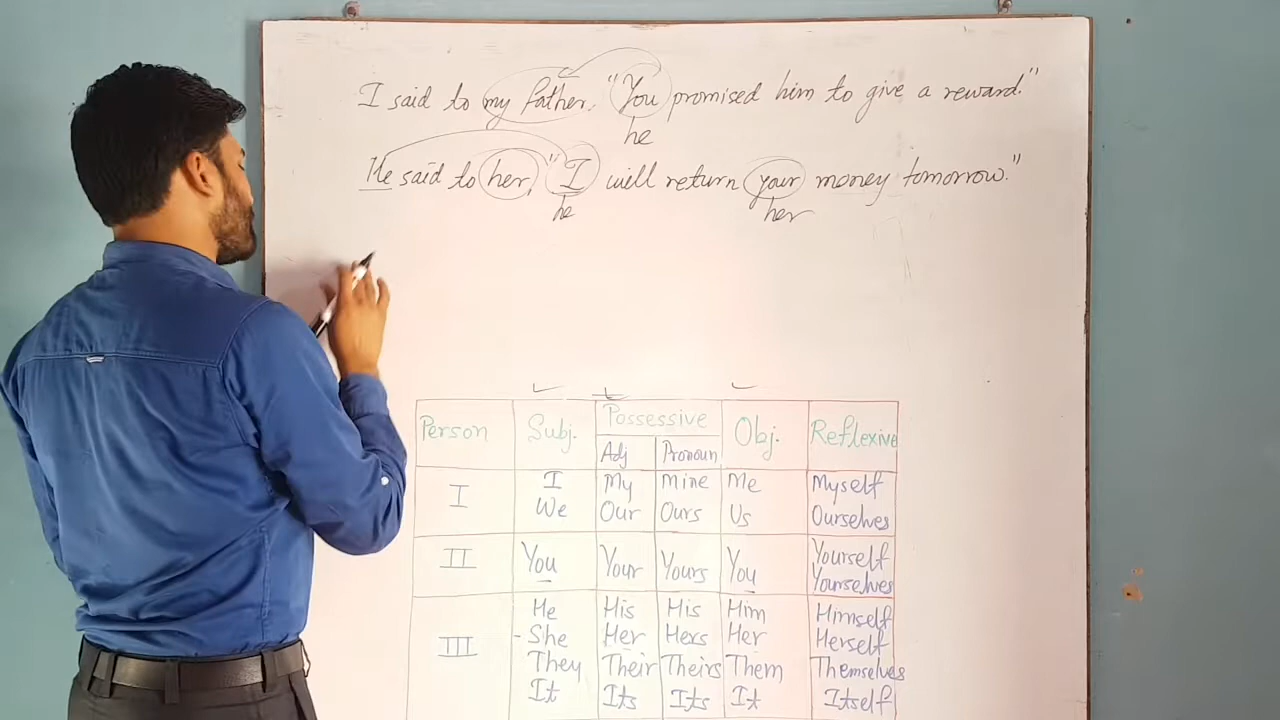 I said to my father, "You promised him to give a reward."
he
He said to her, "I will return your money tomorrow."
he her
Person Subj. Possessive Obj. Reflexive
Adj Pronoun
I I My Mine Me Myself
We Our Ours Us Ourselves
II You Your Yours You Yourself
Yourselves
III He His His Him Himself
She Her Hers Her Herself
They Their Theirs Them Themselves
It Its Its It Itself